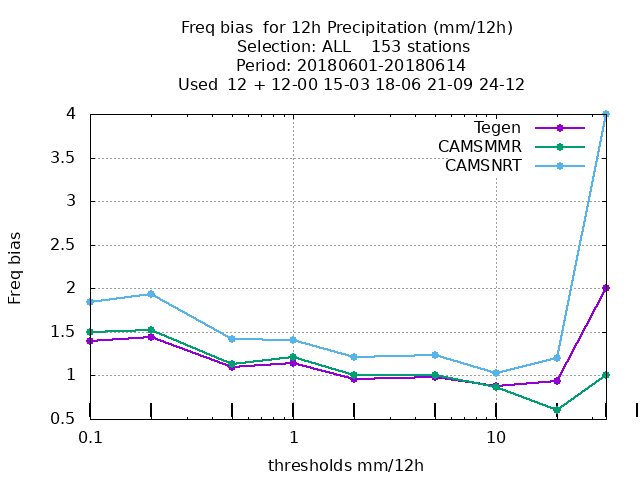 Freq bias  for 12h Precipitation (mm/12h)
Selection: ALL    153 stations
Period: 20180601-20180614
Used  12 + 12-00 15-03 18-06 21-09 24-12
Tegen
CAMSMMR
CAMSNRT
4
3.5
3
2.5
2
1.5
1
0.5
Freq bias
0.1 1 10
thresholds mm/12h